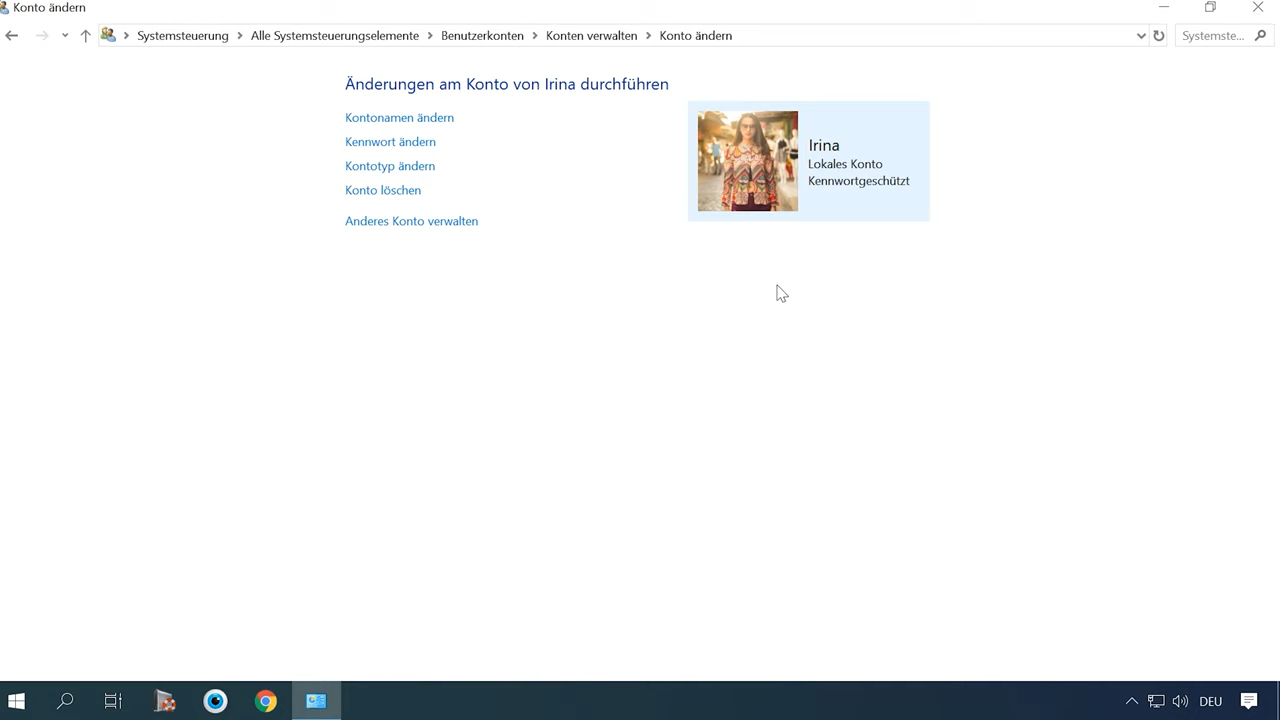 Konto ändern
Systemsteuerung > Alle Systemsteuerungselemente > Benutzerkonten > Konten verwalten > Konto ändern
Systemste...
Änderungen am Konto von Irina durchführen
Kontonamen ändern
Kennwort ändern
Kontotyp ändern
Konto löschen
Anderes Konto verwalten
Irina
Lokales Konto
Kennwortgeschützt
DEU